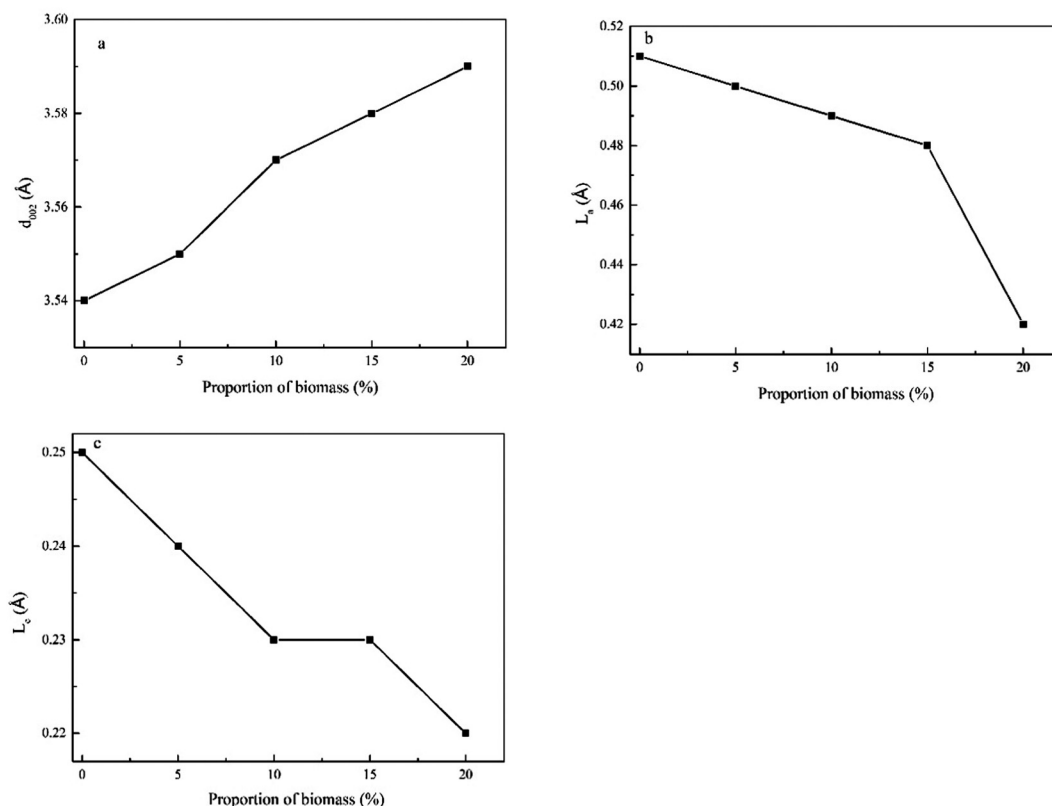 a
3.60
3.58
3.56
3.54
d002 (Å)
0 5 10 15 20
Proportion of biomass (%)
b
0.52
0.50
0.48
0.46
0.44
0.42
La (Å)
0 5 10 15 20
Proportion of biomass (%)
c
0.25
0.24
0.23
0.22
Lc (Å)
0 5 10 15 20
Proportion of biomass (%)